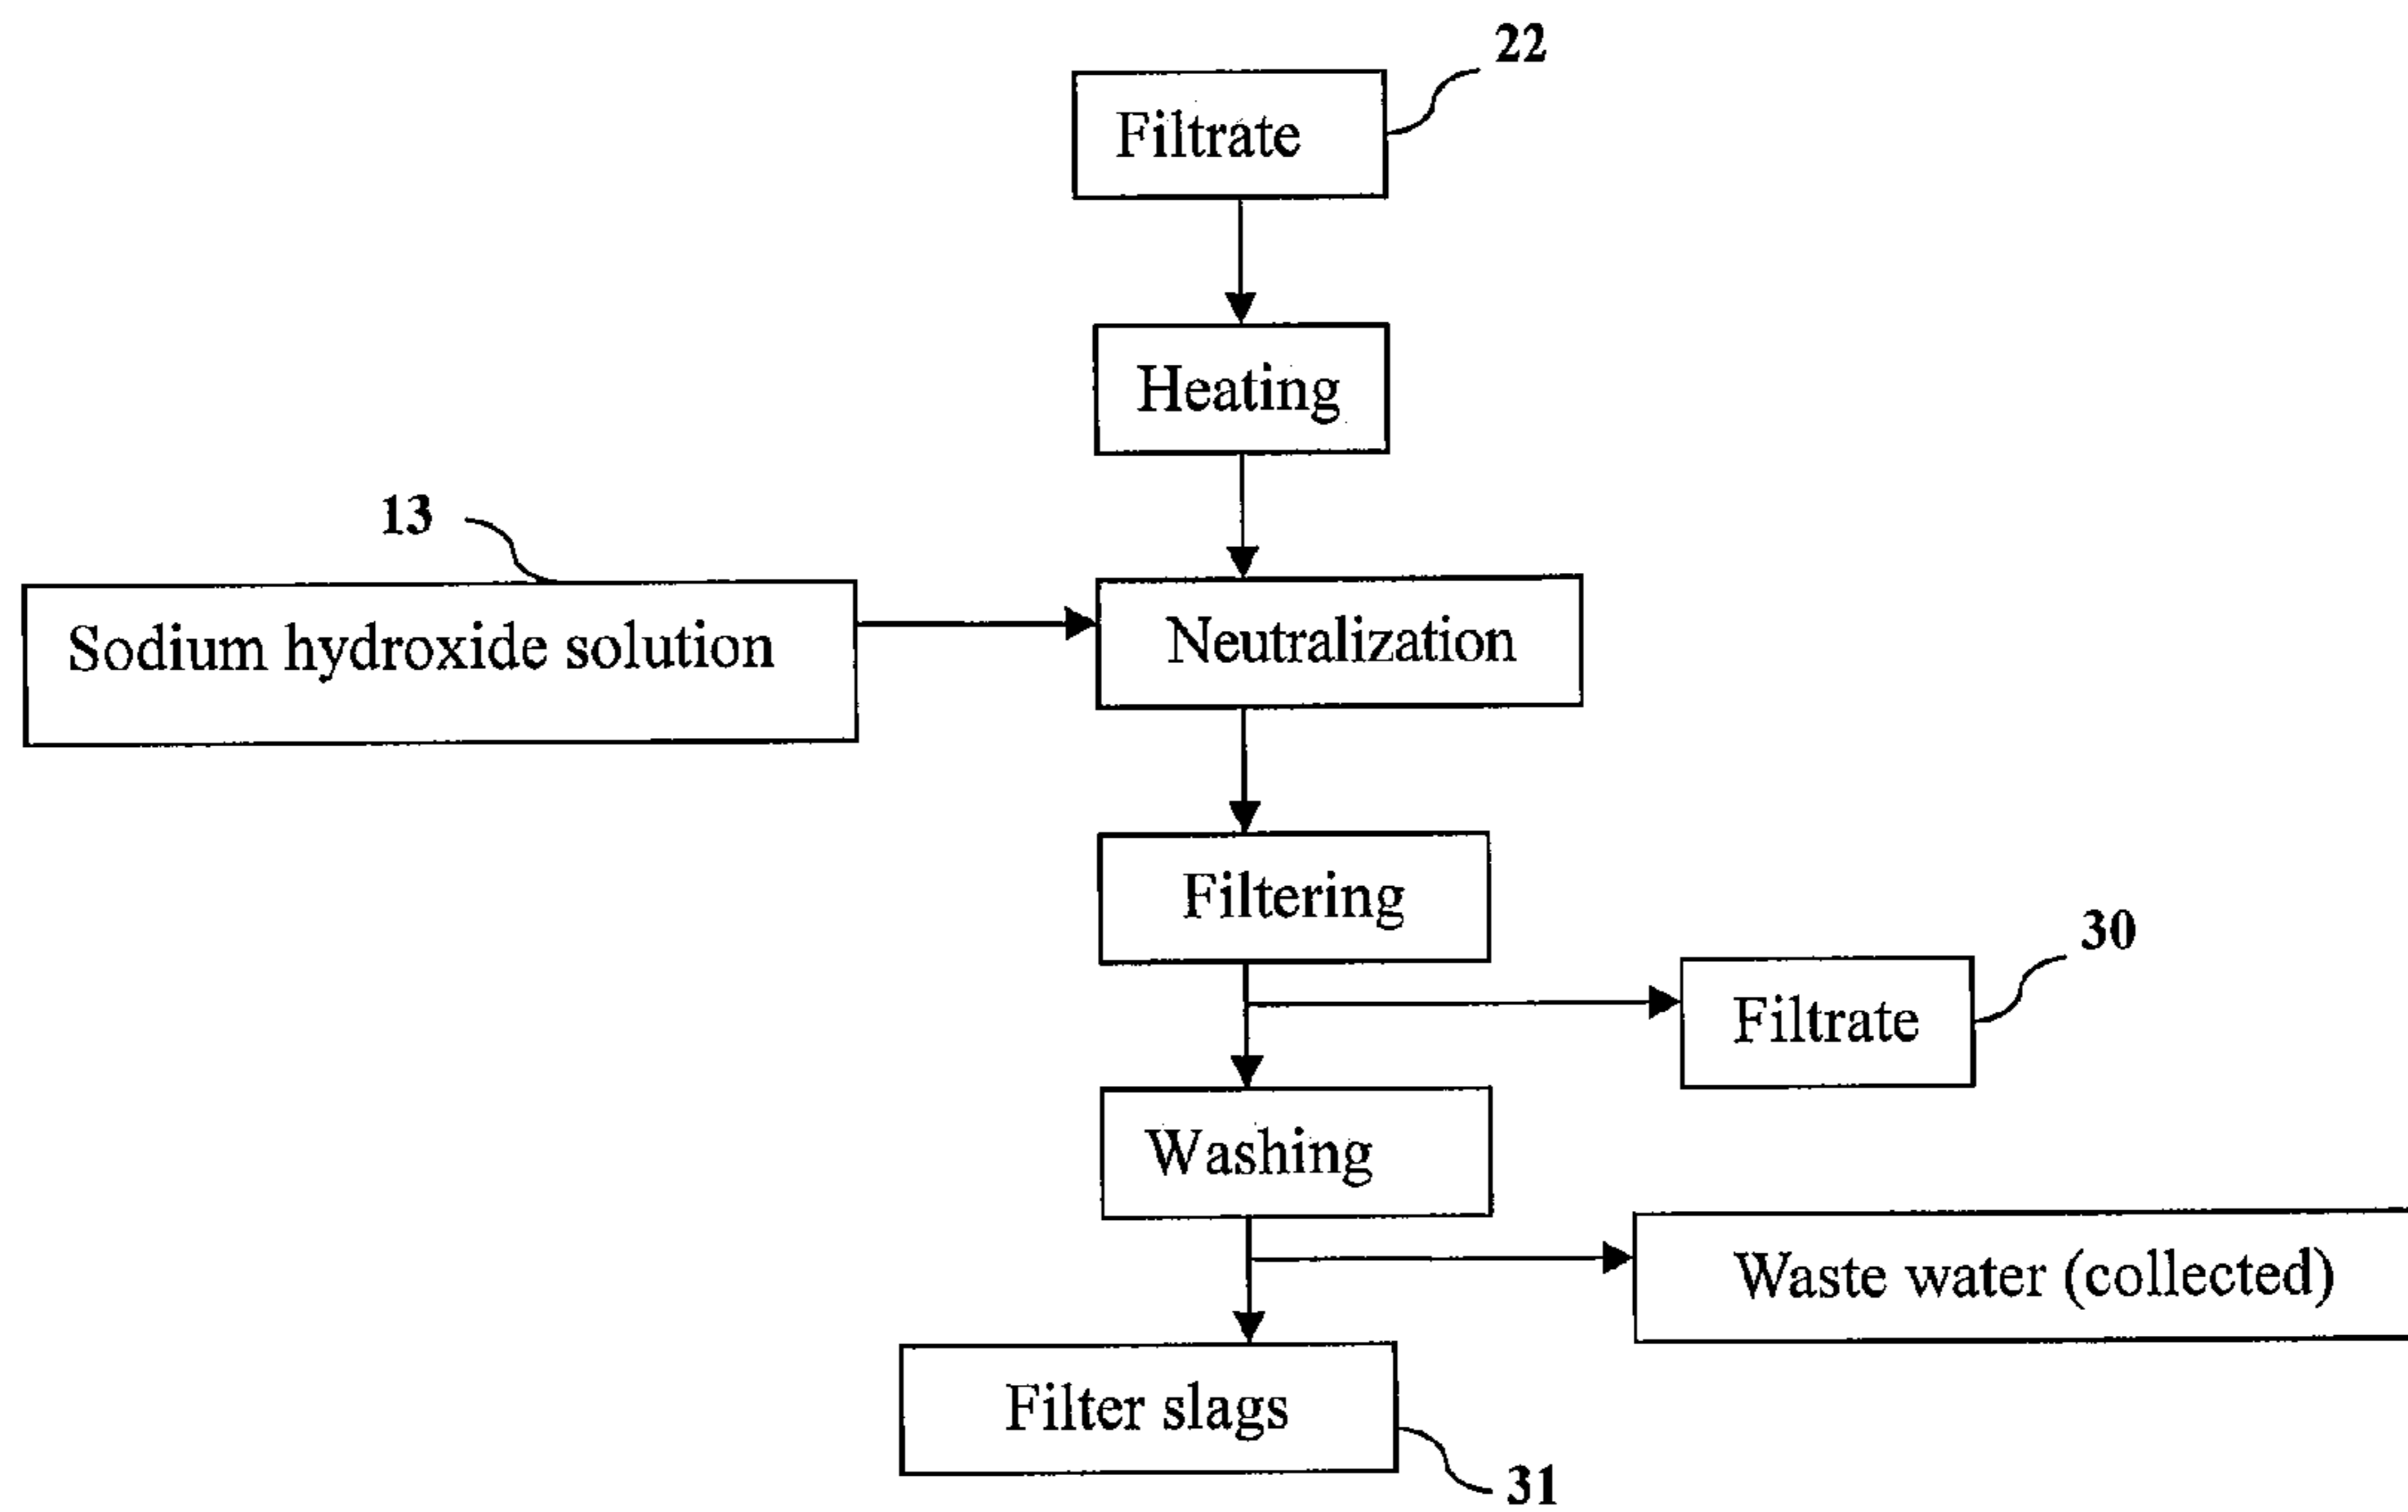 22
Filtrate
Heating
13
Sodium hydroxide solution
Neutralization
Filtering
30
Filtrate
Washing
Waste water (collected)
Filter slags
31